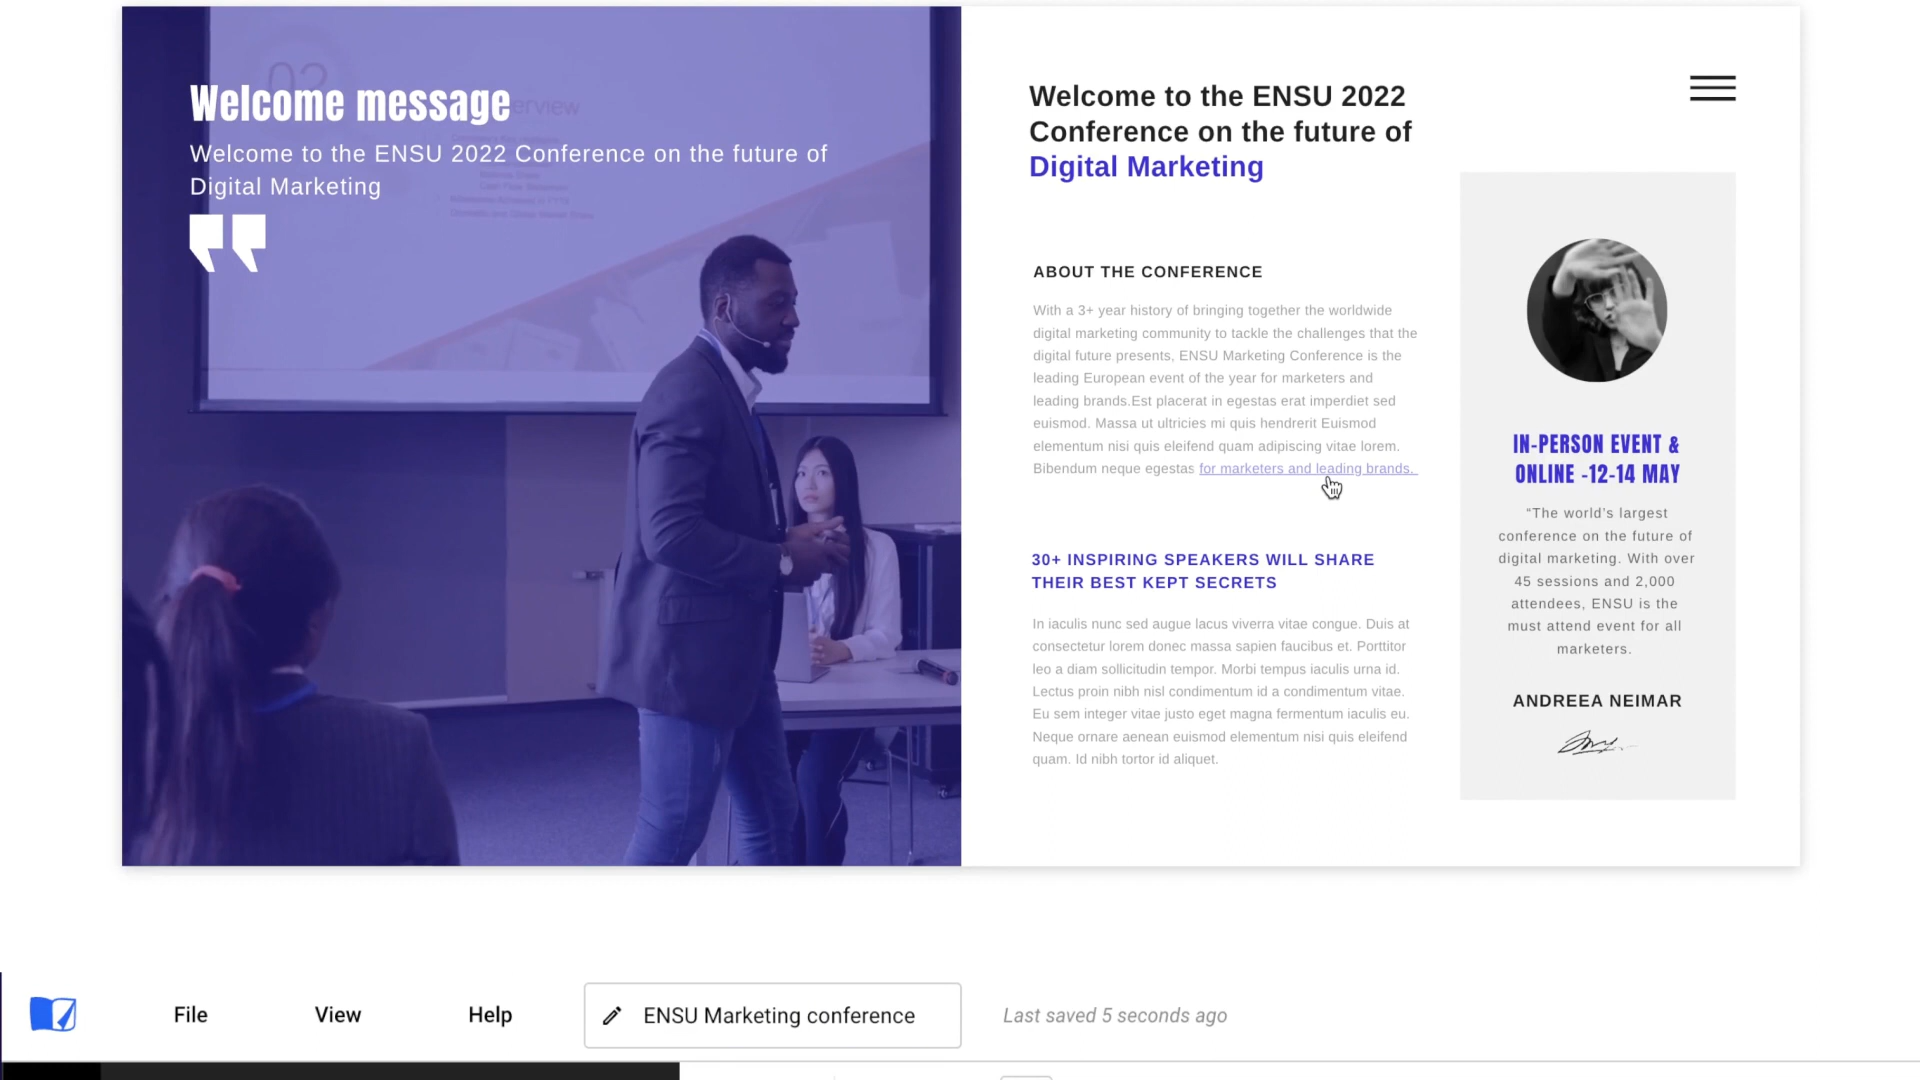 Welcome message
Welcome to the ENSU 2022 Conference on the future of
Digital Marketing
Welcome to the ENSU 2022
Conference on the future of
Digital Marketing
ABOUT THE CONFERENCE
With a 3+ year history of bringing together the worldwide
digital marketing community to tackle the challenges that the
digital future presents, ENSU Marketing Conference is the
leading European event of the year for marketers and
leading brands.Est placerat in egestas erat imperdiet sed
euismod. Massa ut ultricies mi quis hendrerit Euismod
elementum nisi quis eleifend quam adipiscing vitae lorem.
Bibendum neque egestas for marketers and leading brands.
30+ INSPIRING SPEAKERS WILL SHARE
THEIR BEST KEPT SECRETS
In iaculis nunc sed augue lacus viverra vitae congue. Duis at
consectetur lorem donec massa sapien faucibus et. Porttitor
leo a diam sollicitudin tempor. Morbi tempus iaculis urna id.
Lectus proin nibh nisl condimentum id a condimentum vitae.
Eu sem integer vitae justo eget magna fermentum iaculis eu.
Neque ornare aenean euismod elementum nisi quis eleifend
quam. Id nibh tortor id aliquet.
IN-PERSON EVENT &
ONLINE -12-14 MAY
“The world’s largest
conference on the future of
digital marketing. With over
45 sessions and 2,000
attendees, ENSU is the
must attend event for all
marketers.
ANDREEA NEIMAR
File
View
Help
ENSU Marketing conference
Last saved 5 seconds ago